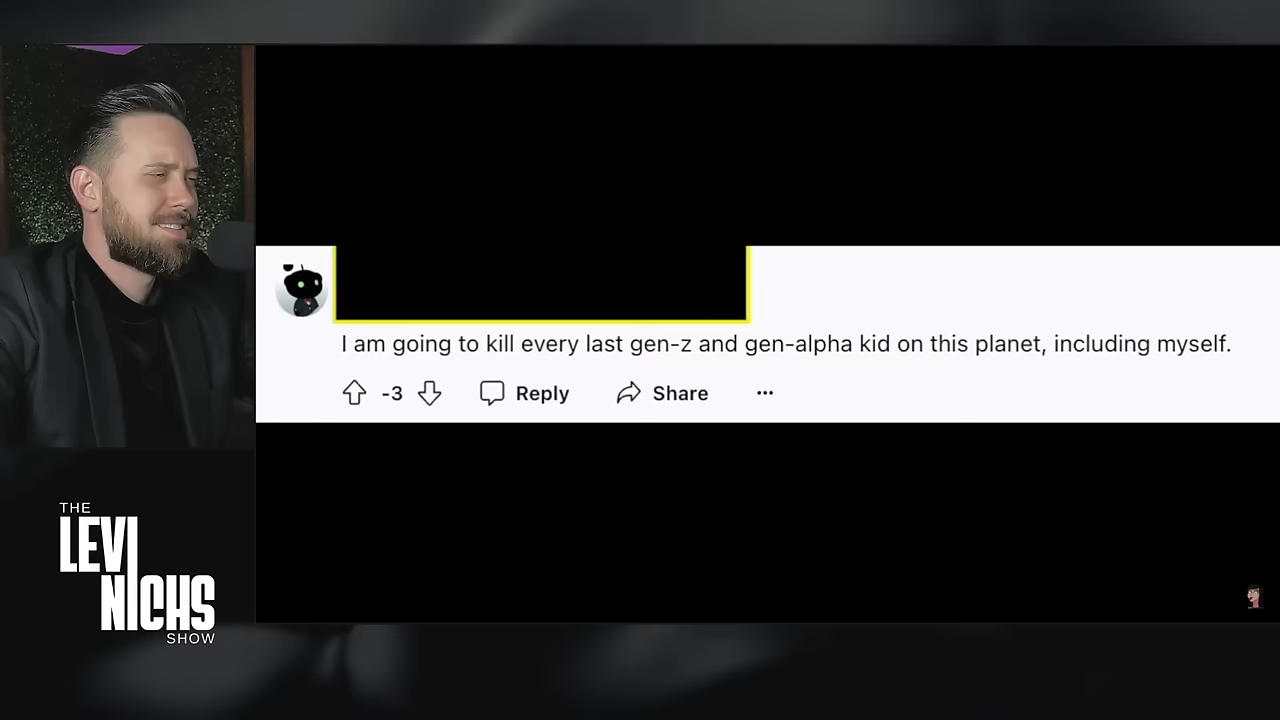 I am going to kill every last gen-z and gen-alpha kid on this planet, including myself.
-3 Reply Share ...
THE
LEVI
NICHS
SHOW